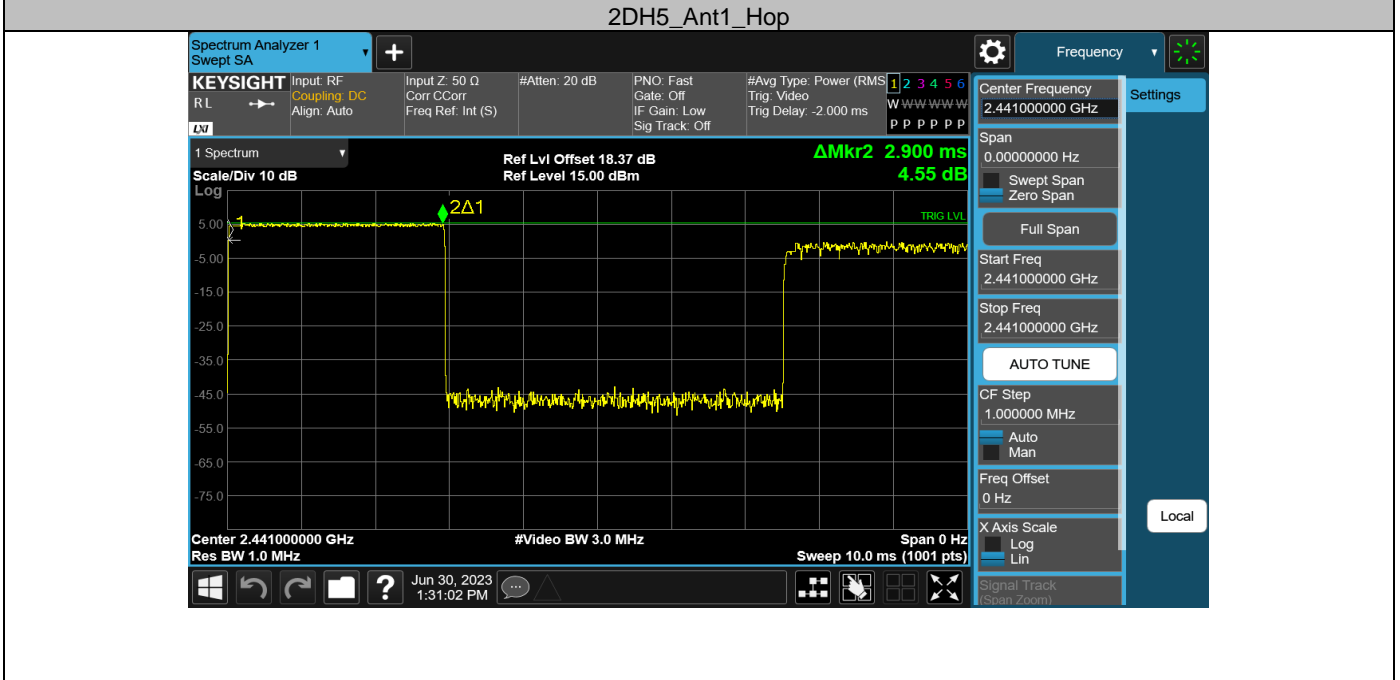 2DH5_Ant1_Hop
Spectrum Analyzer 1
Swept SA
+
Frequency
KEYSIGHT
R L
LXI
Input: RF
Coupling: DC
Align: Auto
Input Z: 50 Ω
Corr CCorr
Freq Ref: Int (S)
#Atten: 20 dB
PNO: Fast
Gate: Off
IF Gain: Low
Sig Track: Off
#Avg Type: Power (RMS
Trig: Video
Trig Delay: -2.000 ms
1 2 3 4 5 6
W W W W W W
P P P P P P
1 Spectrum
Scale/Div 10 dB
Ref Lvl Offset 18.37 dB
Ref Level 15.00 dBm
ΔMkr2 2.900 ms
4.55 dB
Log
5.00
-5.00
-15.0
-25.0
-35.0
-45.0
-55.0
-65.0
-75.0
1
2Δ1
TRIG LVL
Center 2.441000000 GHz
Res BW 1.0 MHz
#Video BW 3.0 MHz
Span 0 Hz
Sweep 10.0 ms (1001 pts)
?
Jun 30, 2023
1:31:02 PM
Center Frequency
2.441000000 GHz
Span
0.00000000 Hz
Swept Span
Zero Span
Full Span
Start Freq
2.441000000 GHz
Stop Freq
2.441000000 GHz
AUTO TUNE
CF Step
1.000000 MHz
Auto
Man
Freq Offset
0 Hz
X Axis Scale
Log
Lin
Signal Track
(Span Zoom)
Settings
Local